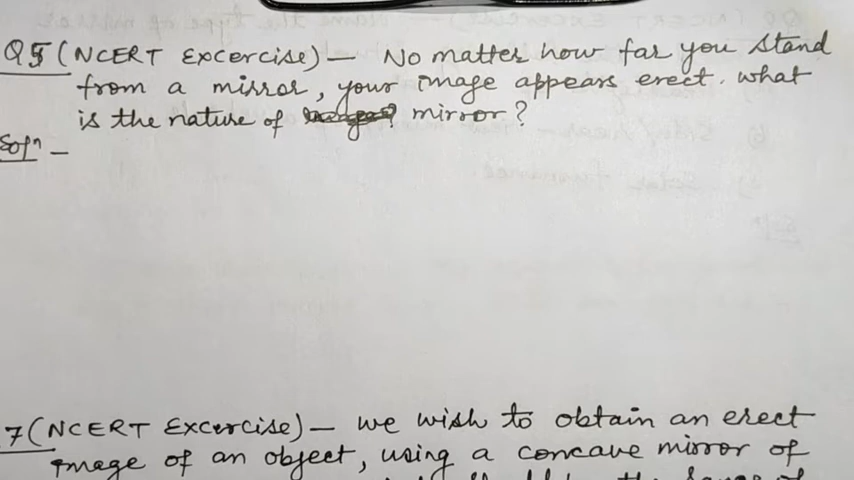 Q5 (NCERT Excercise) — No matter how far you stand
from a mirror, your image appears erect. what
is the nature of mirror?
Sol^n —
7 (NCERT Excercise) — we wish to obtain an erect
image of an object, using a concave mirror of